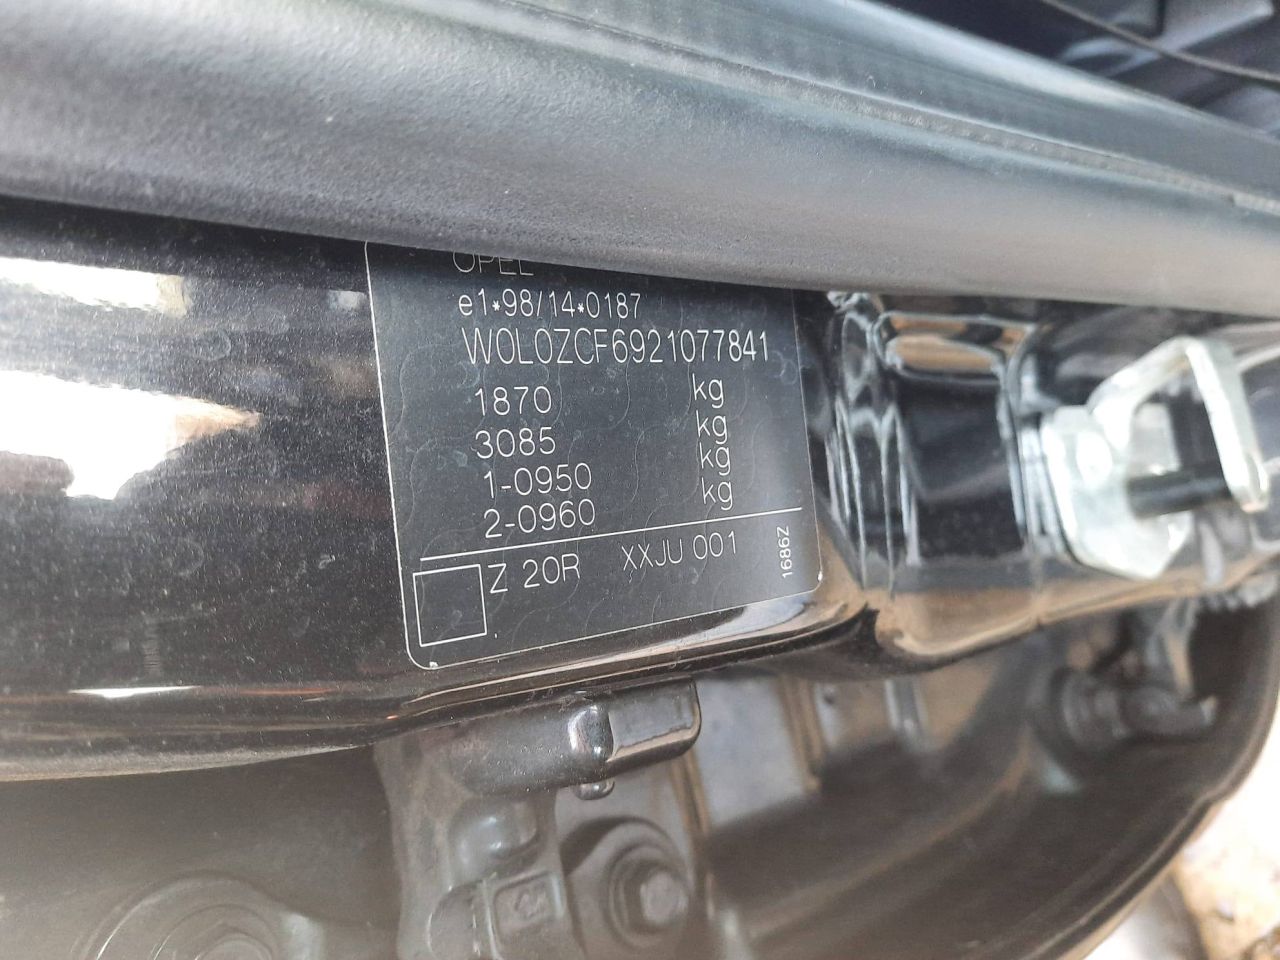 OPEL
e1*98/14*0187
W0L0ZCF6921077841
1870 kg
3085 kg
1-0950 kg
2-0960 kg
Z 20R XXJU 001
1686Z